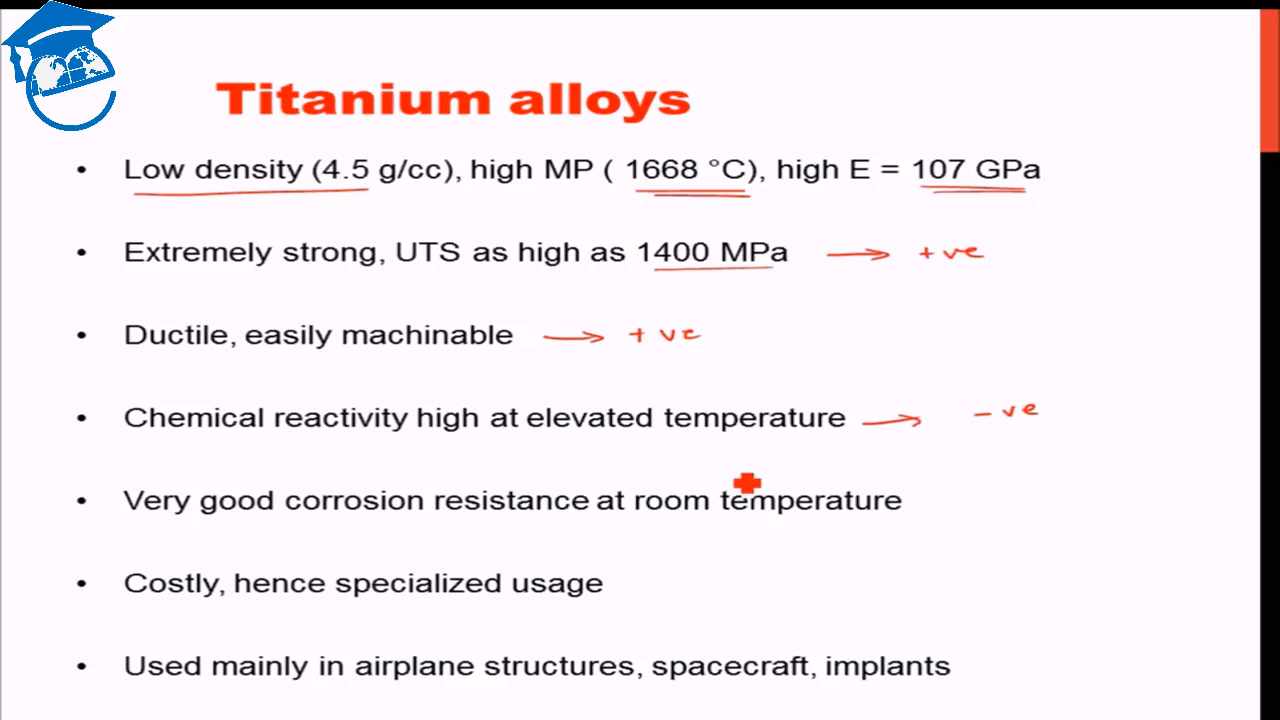 Titanium alloys
• Low density (4.5 g/cc), high MP ( 1668 °C), high E = 107 GPa
• Extremely strong, UTS as high as 1400 MPa → +ve
• Ductile, easily machinable → + ve
• Chemical reactivity high at elevated temperature → - ve
• Very good corrosion resistance at room temperature
• Costly, hence specialized usage
• Used mainly in airplane structures, spacecraft, implants